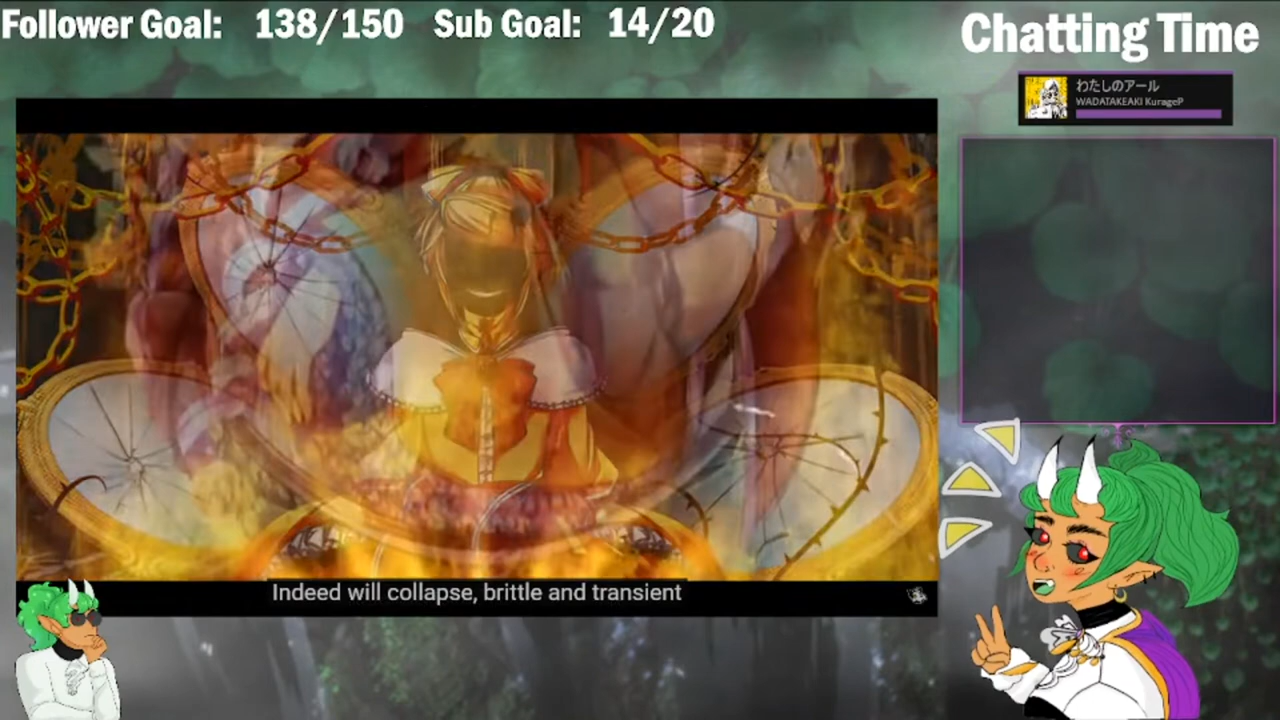 Follower Goal: 138/150 Sub Goal: 14/20
Chatting Time
わたしのアール
WADATAKEAKI KurageP
Indeed will collapse, brittle and transient